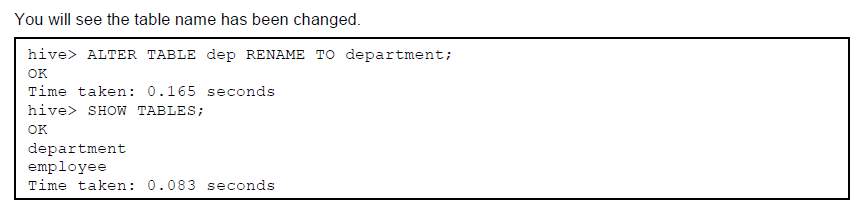 You will see the table name has been changed.
hive> ALTER TABLE dep RENAME TO department;
OK
Time taken: 0.165 seconds
hive> SHOW TABLES;
OK
department
employee
Time taken: 0.083 seconds